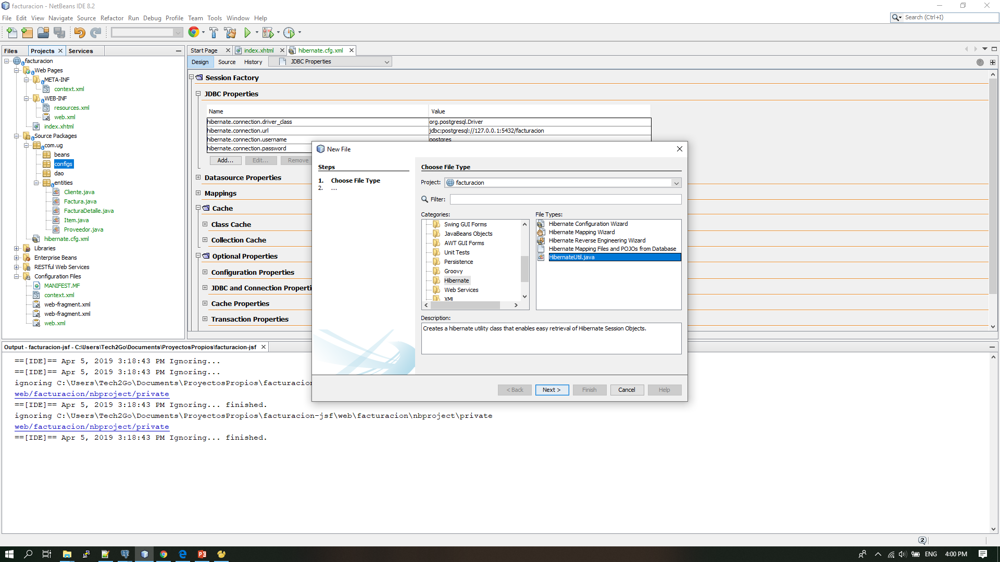 facturacion - NetBeans IDE 8.2
File Edit View Navigate Source Refactor Run Debug Profile Team Tools Window Help
Search (Ctrl+I)
Files Projects Services
facturacion
Web Pages
META-INF
context.xml
WEB-INF
resources.xml
web.xml
index.xhtml
Source Packages
com.ug
beans
configs
dao
entities
Cliente.java
Factura.java
FacturaDetalle.java
Item.java
Proveedor.java
hibernate.cfg.xml
Libraries
Enterprise Beans
RESTful Web Services
Configuration Files
MANIFEST.MF
context.xml
web-fragment.xml
web-fragment.xml
web.xml
Start Page index.xhtml hibernate.cfg.xml
Design Source History JDBC Properties
Session Factory
JDBC Properties
Name Value
hibernate.connection.driver_class org.postgresql.Driver
hibernate.connection.url jdbc:postgresql://127.0.0.1:5432/facturacion
hibernate.connection.username postgres
hibernate.connection.password
Add... Edit... Remove
Datasource Properties
Mappings
Cache
Class Cache
Collection Cache
Optional Properties
Configuration Properties
JDBC and Connection Properti
Cache Properties
Transaction Properties
New File
Steps
1. Choose File Type
2. ...
Choose File Type
Project: facturacion
Filter:
Categories:
Swing GUI Forms
JavaBeans Objects
AWT GUI Forms
Unit Tests
Persistence
Groovy
Hibernate
Web Services
XML
File Types:
Hibernate Configuration Wizard
Hibernate Mapping Wizard
Hibernate Reverse Engineering Wizard
Hibernate Mapping Files and POJOs from Database
HibernateUtil.java
Description:
Creates a hibernate utility class that enables easy retrieval of Hibernate Session Objects.
< Back Next > Finish Cancel Help
Output - facturacion-jsf - C:\Users\Tech2Go\Documents\ProyectosPropios\facturacion-jsf
==[IDE]== Apr 5, 2019 3:18:43 PM Ignoring...
==[IDE]== Apr 5, 2019 3:18:43 PM Ignoring...
ignoring C:\Users\Tech2Go\Documents\ProyectosPropios\facturacion
web/facturacion/nbproject/private
==[IDE]== Apr 5, 2019 3:18:43 PM Ignoring... finished.
ignoring C:\Users\Tech2Go\Documents\ProyectosPropios\facturacion-jsf\web\facturacion\nbproject\private
web/facturacion/nbproject/private
==[IDE]== Apr 5, 2019 3:18:43 PM Ignoring... finished.
2
ENG 4:00 PM